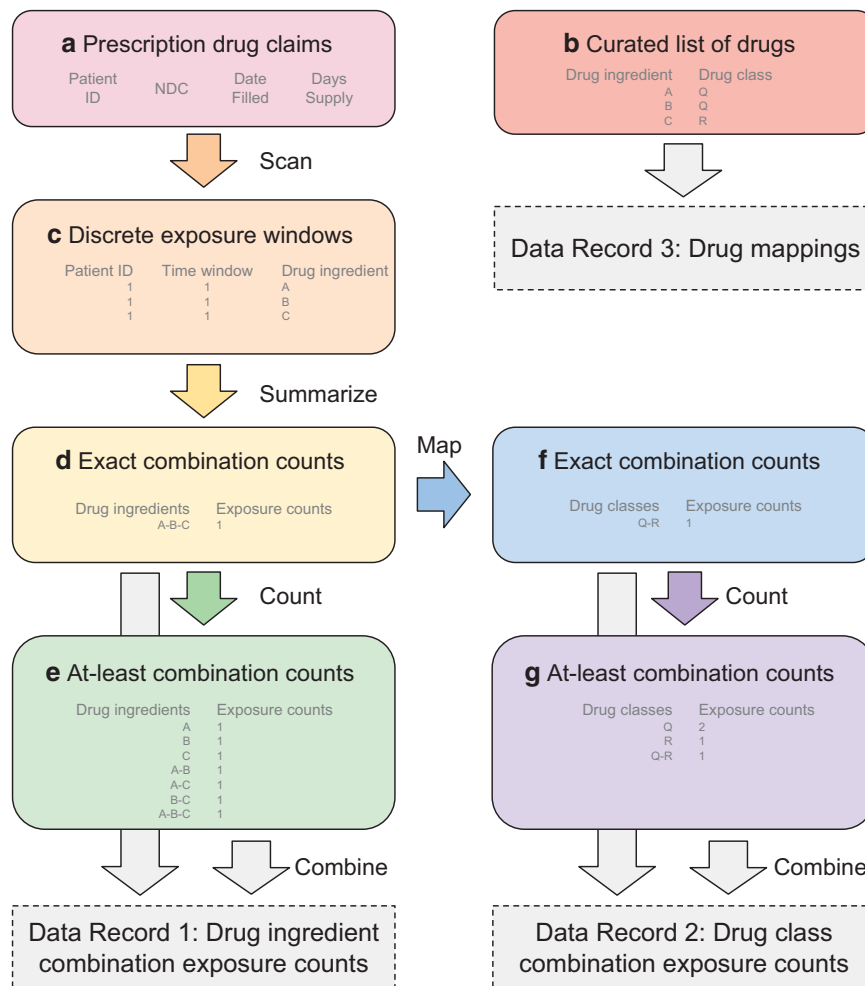 a Prescription drug claims
Patient ID NDC Date Filled Days Supply
Scan
b Curated list of drugs
Drug ingredient Drug class
A Q
B Q
C R
Data Record 3: Drug mappings
c Discrete exposure windows
Patient ID Time window Drug ingredient
1 1 A
1 1 B
1 1 C
Summarize
d Exact combination counts
Drug ingredients Exposure counts
A-B-C 1
Map
f Exact combination counts
Drug classes Exposure counts
Q-R 1
Count
Count
e At-least combination counts
Drug ingredients Exposure counts
A 1
B 1
C 1
A-B 1
A-C 1
B-C 1
A-B-C 1
g At-least combination counts
Drug classes Exposure counts
Q 2
R 1
Q-R 1
Combine
Combine
Data Record 1: Drug ingredient
combination exposure counts
Data Record 2: Drug class
combination exposure counts